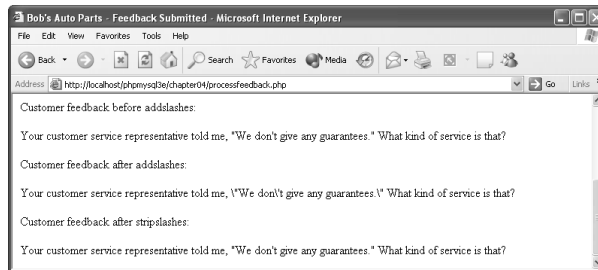 Bob's Auto Parts - Feedback Submitted - Microsoft Internet Explorer
File Edit View Favorites Tools Help
Back Search Favorites Media
Address http://localhost/phpmysql3e/chapter04/processfeedback.php Go Links
Customer feedback before addslashes:
Your customer service representative told me, "We don't give any guarantees." What kind of service is that?
Customer feedback after addslashes:
Your customer service representative told me, \"We don\'t give any guarantees.\" What kind of service is that?
Customer feedback after stripslashes:
Your customer service representative told me, "We don't give any guarantees." What kind of service is that?